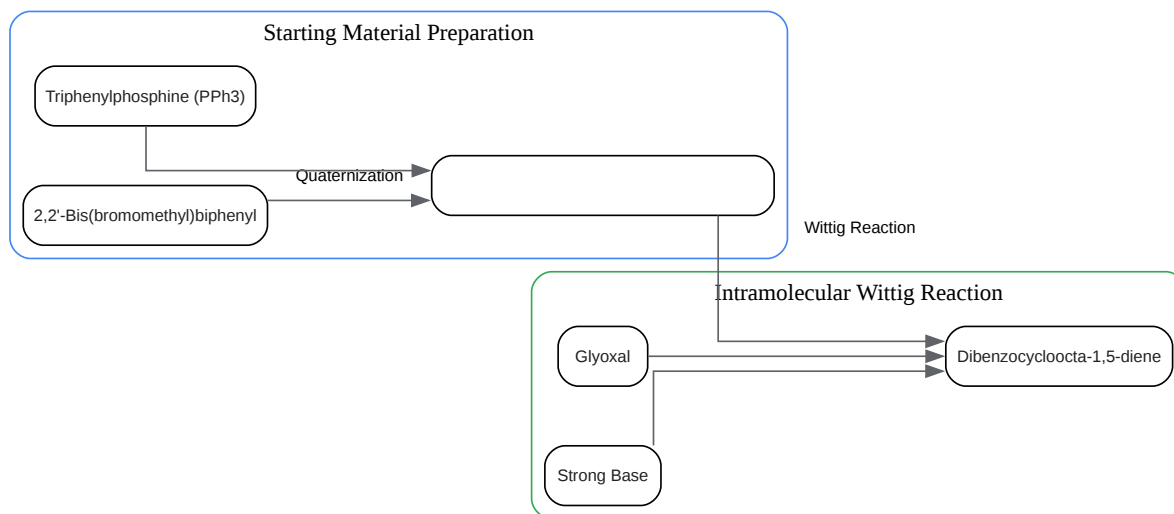 Starting Material Preparation
Triphenylphosphine (PPh3)
Quaternization
2,2'-Bis(bromomethyl)biphenyl
Wittig Reaction
Intramolecular Wittig Reaction
Glyoxal
Dibenzocycloocta-1,5-diene
Strong Base